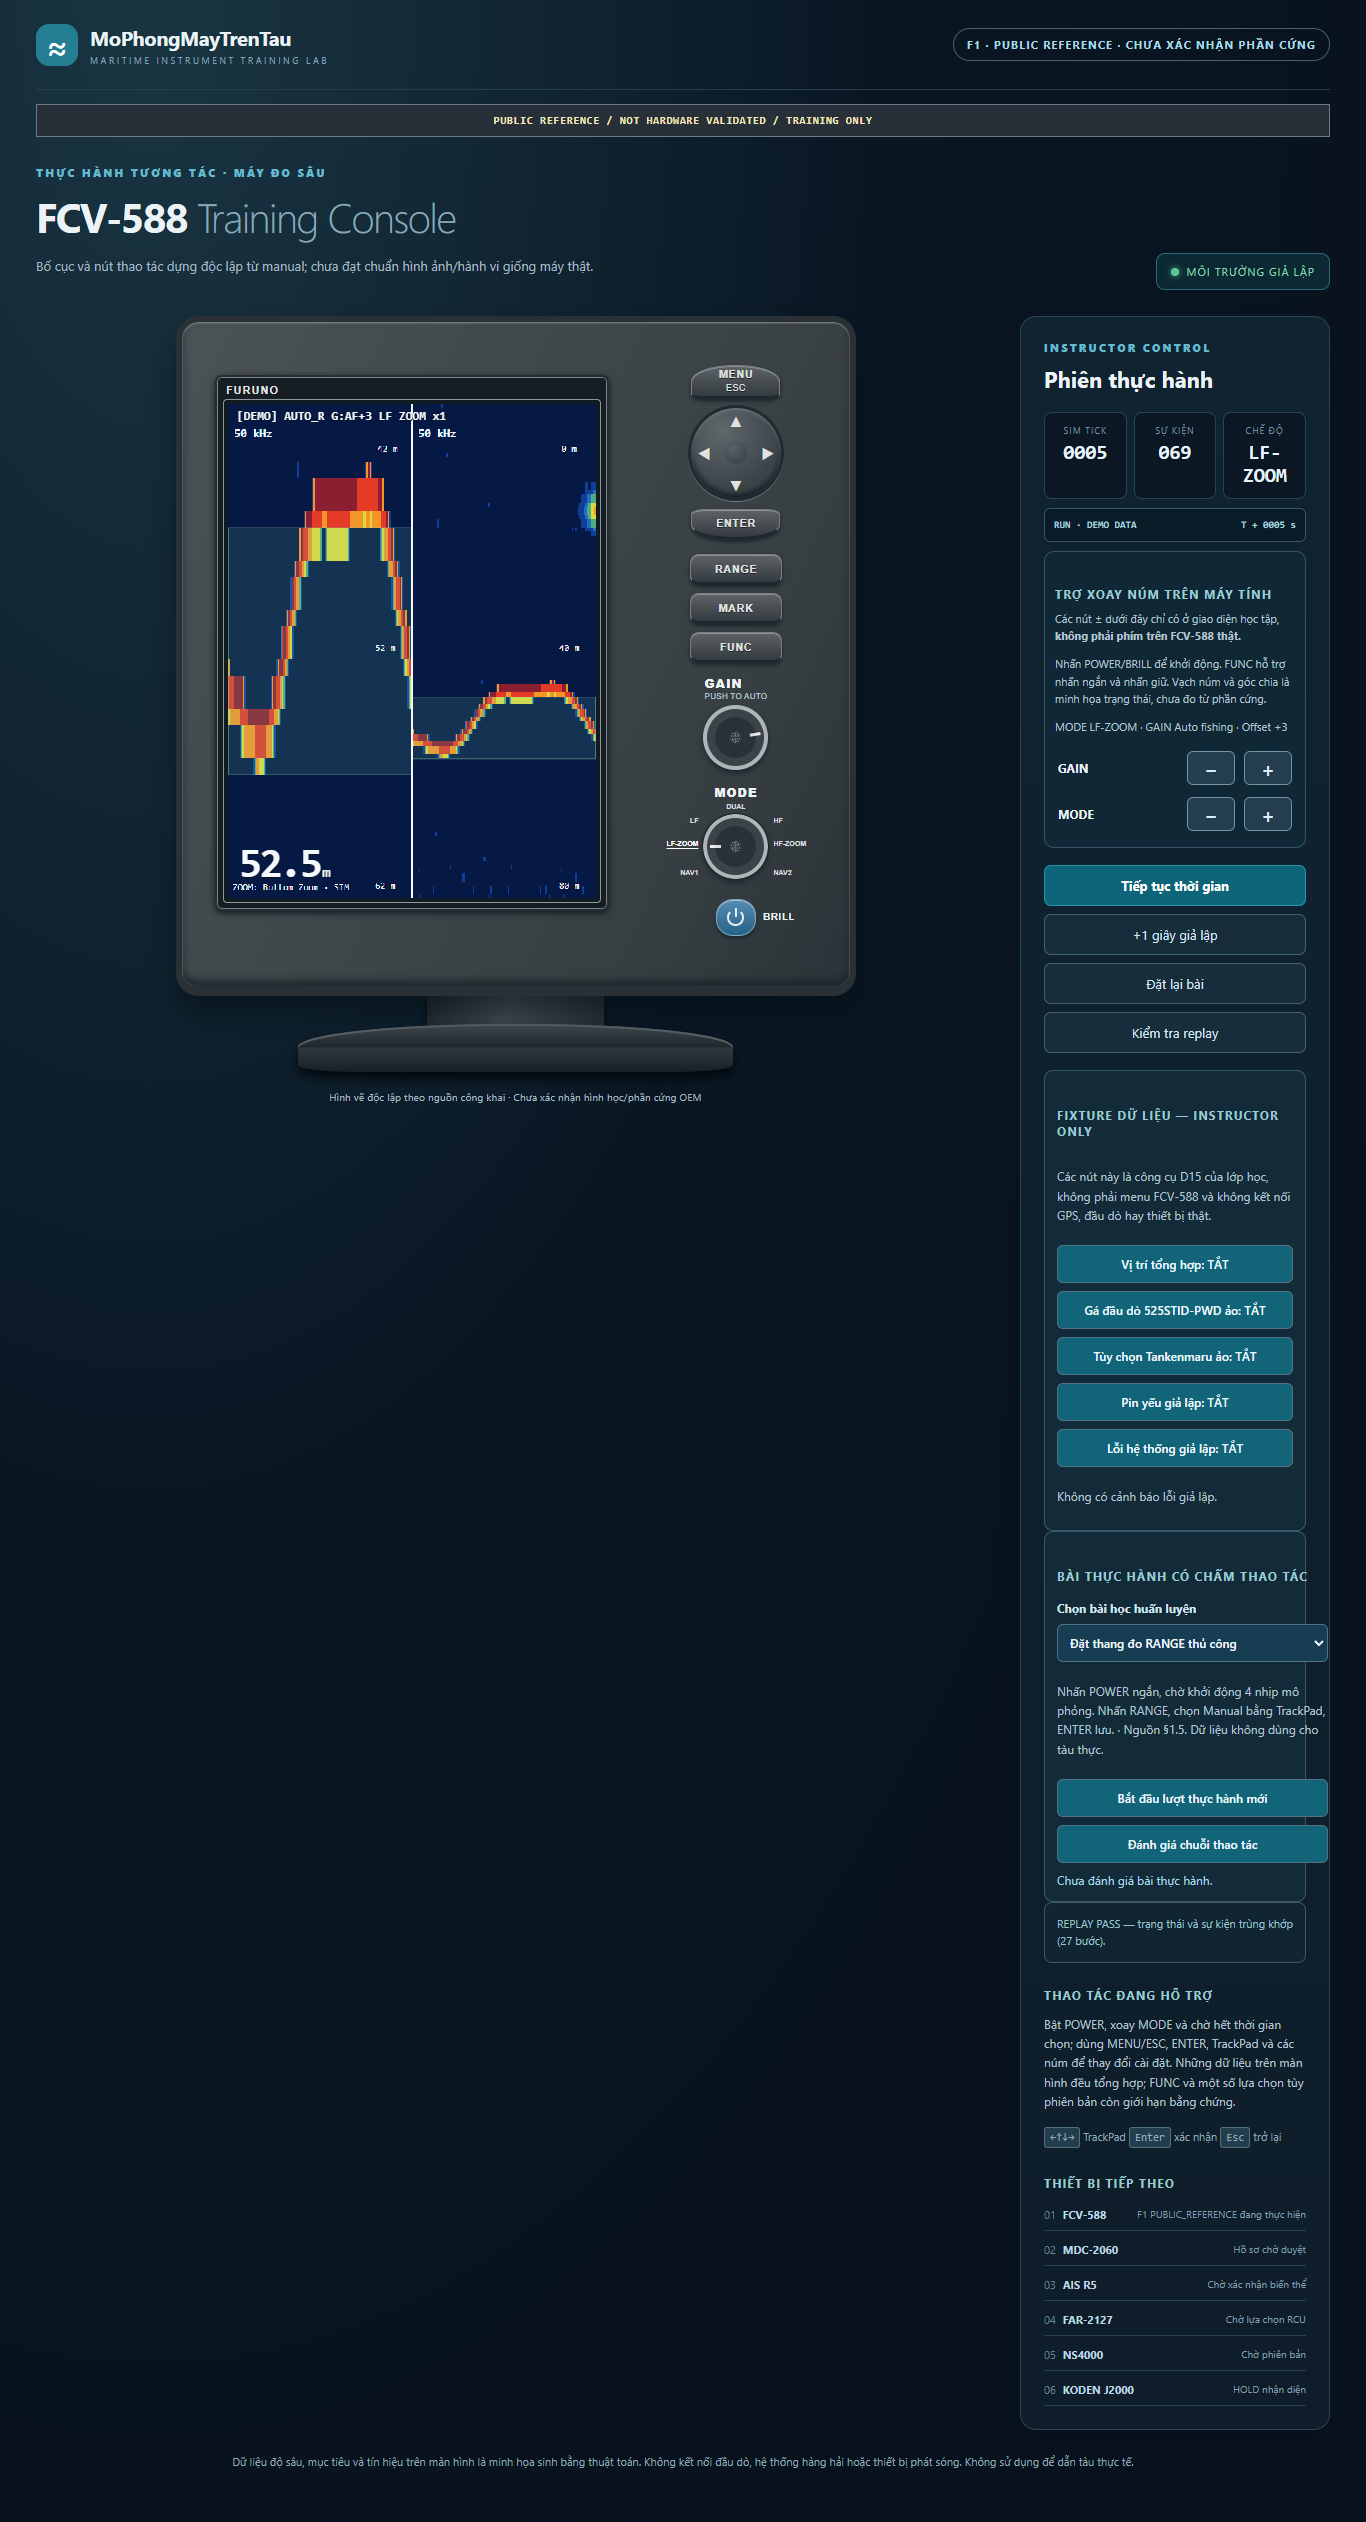 MoPhongMayTrenTau
MARITIME INSTRUMENT TRAINING LAB
F1 · PUBLIC REFERENCE · CHƯA XÁC NHẬN PHẦN CỨNG
PUBLIC REFERENCE / NOT HARDWARE VALIDATED / TRAINING ONLY
THỰC HÀNH TƯƠNG TÁC · MÁY ĐO SÂU
FCV-588 Training Console
Bố cục và nút thao tác dựng độc lập từ manual; chưa đạt chuẩn hình ảnh/hành vi giống máy thật.
MÔI TRƯỜNG GIẢ LẬP
FURUNO
[DEMO] AUTO_R G:AF+3 LF ZOOM x1
50 kHz
50 kHz
42 m
0 m
52 m
40 m
52.5m
ZOOM: Bottom Zoom • SIM
62 m
80 m
MENU
ESC
▲
◀ ▶
▼
ENTER
RANGE
MARK
FUNC
GAIN
PUSH TO AUTO
MODE
DUAL
LF
HF
LF-ZOOM
HF-ZOOM
NAV1
NAV2
BRILL
Hình vẽ độc lập theo nguồn công khai · Chưa xác nhận hình học/phần cứng OEM
INSTRUCTOR CONTROL
Phiên thực hành
SIM TICK
0005
SỰ KIỆN
069
CHẾ ĐỘ
LF-
ZOOM
RUN · DEMO DATA
T + 0005 s
TRỢ XOAY NÚM TRÊN MÁY TÍNH
Các nút ± dưới đây chỉ có ở giao diện học tập,
không phải phím trên FCV-588 thật.
Nhấn POWER/BRILL để khởi động. FUNC hỗ trợ
nhấn ngắn và nhấn giữ. Vạch núm và góc chia là
minh họa trạng thái, chưa đo từ phần cứng.
MODE LF-ZOOM · GAIN Auto fishing · Offset +3
GAIN − +
MODE − +
Tiếp tục thời gian
+1 giây giả lập
Đặt lại bài
Kiểm tra replay
FIXTURE DỮ LIỆU — INSTRUCTOR
ONLY
Các nút này là công cụ D15 của lớp học,
không phải menu FCV-588 và không kết nối
GPS, đầu dò hay thiết bị thật.
Vị trí tổng hợp: TẮT
Gá đầu dò 525STID-PWD ảo: TẮT
Tùy chọn Tankenmaru ảo: TẮT
Pin yếu giả lập: TẮT
Lỗi hệ thống giả lập: TẮT
Không có cảnh báo lỗi giả lập.
BÀI THỰC HÀNH CÓ CHẤM THAO TÁC
Chọn bài học huấn luyện
Đặt thang đo RANGE thủ công
Nhấn POWER ngắn, chờ khởi động 4 nhịp mô
phỏng. Nhấn RANGE, chọn Manual bằng TrackPad,
ENTER lưu. · Nguồn §1.5. Dữ liệu không dùng cho
tàu thực.
Bắt đầu lượt thực hành mới
Đánh giá chuỗi thao tác
Chưa đánh giá bài thực hành.
REPLAY PASS — trạng thái và sự kiện trùng khớp
(27 bước).
THAO TÁC ĐANG HỖ TRỢ
Bật POWER, xoay MODE và chờ hết thời gian
chọn; dùng MENU/ESC, ENTER, TrackPad và các
núm để thay đổi cài đặt. Những dữ liệu trên màn
hình đều tổng hợp; FUNC và một số lựa chọn tùy
phiên bản còn giới hạn bằng chứng.
←↑↓→ TrackPad Enter xác nhận Esc trở lại
THIẾT BỊ TIẾP THEO
01 FCV-588 F1 PUBLIC_REFERENCE đang thực hiện
02 MDC-2060 Hồ sơ chờ duyệt
03 AIS R5 Chờ xác nhận biến thể
04 FAR-2127 Chờ lựa chọn RCU
05 NS4000 Chờ phiên bản
06 KODEN J2000 HOLD nhận diện
Dữ liệu độ sâu, mục tiêu và tín hiệu trên màn hình là minh họa sinh bằng thuật toán. Không kết nối đầu dò, hệ thống hàng hải hoặc thiết bị phát sóng. Không sử dụng để dẫn tàu thực tế.